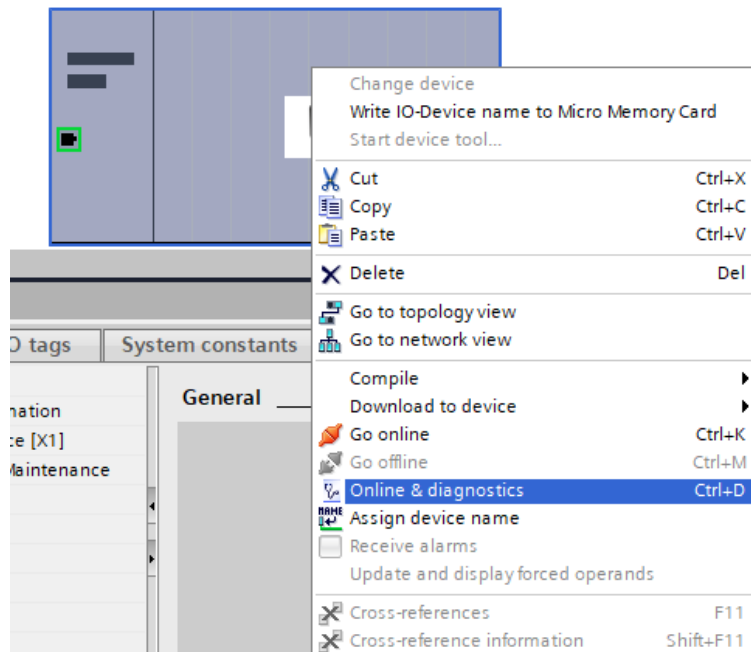 Change device
Write IO-Device name to Micro Memory Card
Start device tool...
Cut Ctrl+X
Copy Ctrl+C
Paste Ctrl+V
Delete Del
Go to topology view
Go to network view
Compile
Download to device
Go online Ctrl+K
Go offline Ctrl+M
Online & diagnostics Ctrl+D
NAME
Assign device name
Receive alarms
Update and display forced operands
Cross-references F11
Cross-reference information Shift+F11
O tags System constants
General
nation
ce [X1]
Maintenance